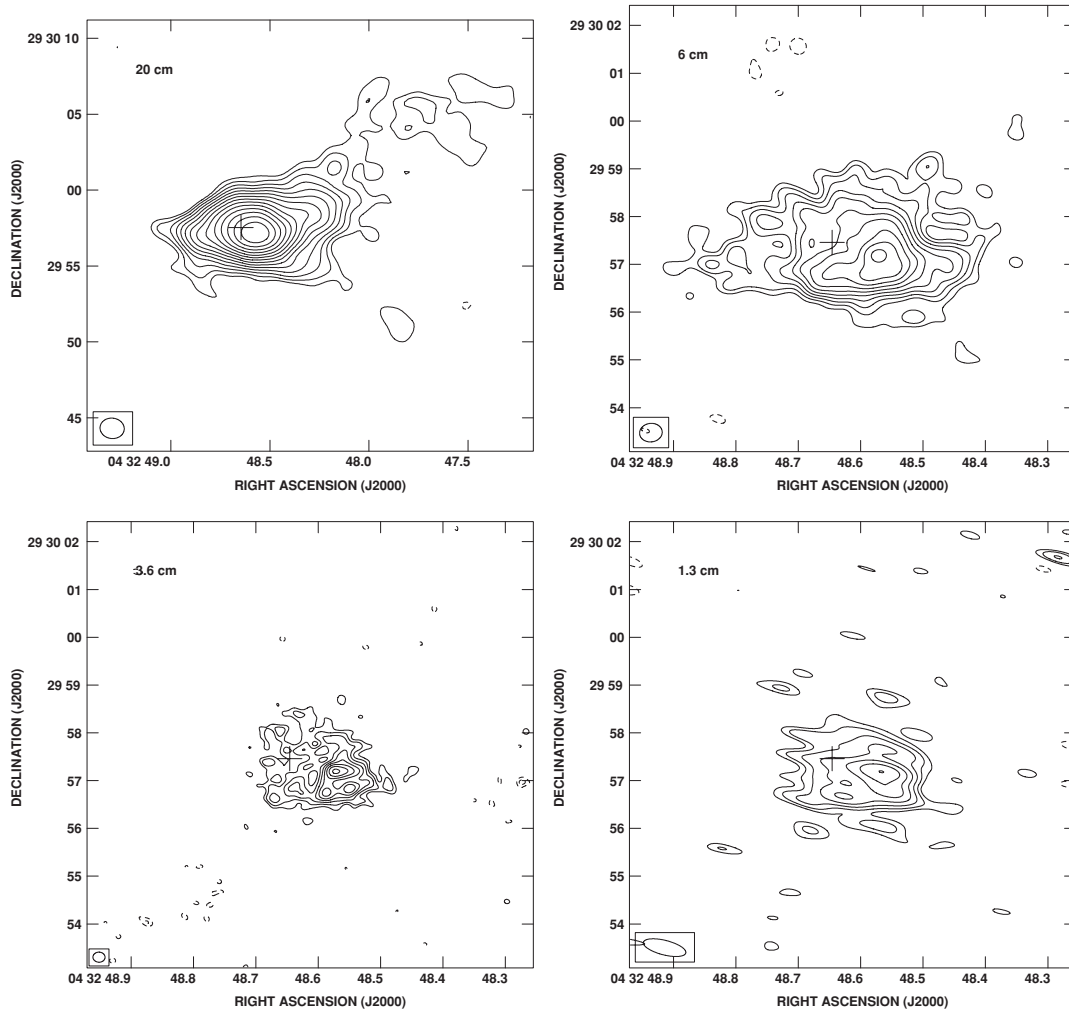 20 cm
29 30 10
05
00
29 55
50
45
DECLINATION (J2000)
04 32 49.0
48.5
48.0
47.5
RIGHT ASCENSION (J2000)
6 cm
29 30 02
01
00
29 59
58
57
56
55
54
DECLINATION (J2000)
04 32 48.9
48.8
48.7
48.6
48.5
48.4
48.3
RIGHT ASCENSION (J2000)
3.6 cm
29 30 02
01
00
29 59
58
57
56
55
54
DECLINATION (J2000)
04 32 48.9
48.8
48.7
48.6
48.5
48.4
48.3
RIGHT ASCENSION (J2000)
1.3 cm
29 30 02
01
00
29 59
58
57
56
55
54
DECLINATION (J2000)
04 32 48.9
48.8
48.7
48.6
48.5
48.4
48.3
RIGHT ASCENSION (J2000)